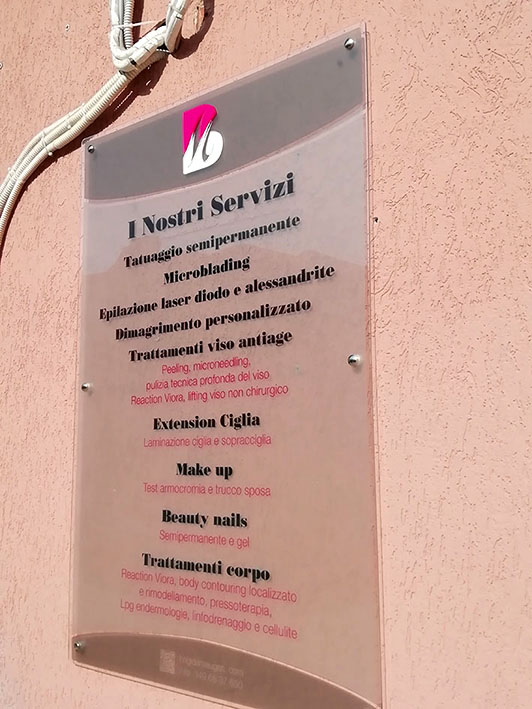 I Nostri Servizi
Tatuaggio semipermanente
Microblading
Epilazione laser diodo e alessandrite
Dimagrimento personalizzato
Trattamenti viso antiage
Peeling, microneedling,
pulizia tecnica profonda del viso
Reaction Viora, lifting viso non chirurgico
Extension Ciglia
Laminazione ciglia e sopracciglia
Make up
Test armocromia e trucco sposa
Beauty nails
Semipermanente e gel
Trattamenti corpo
Reaction Viora, body contouring localizzato
e rimodellamento, pressoterapia,
Lpg endermologie, linfodrenaggio e cellulite